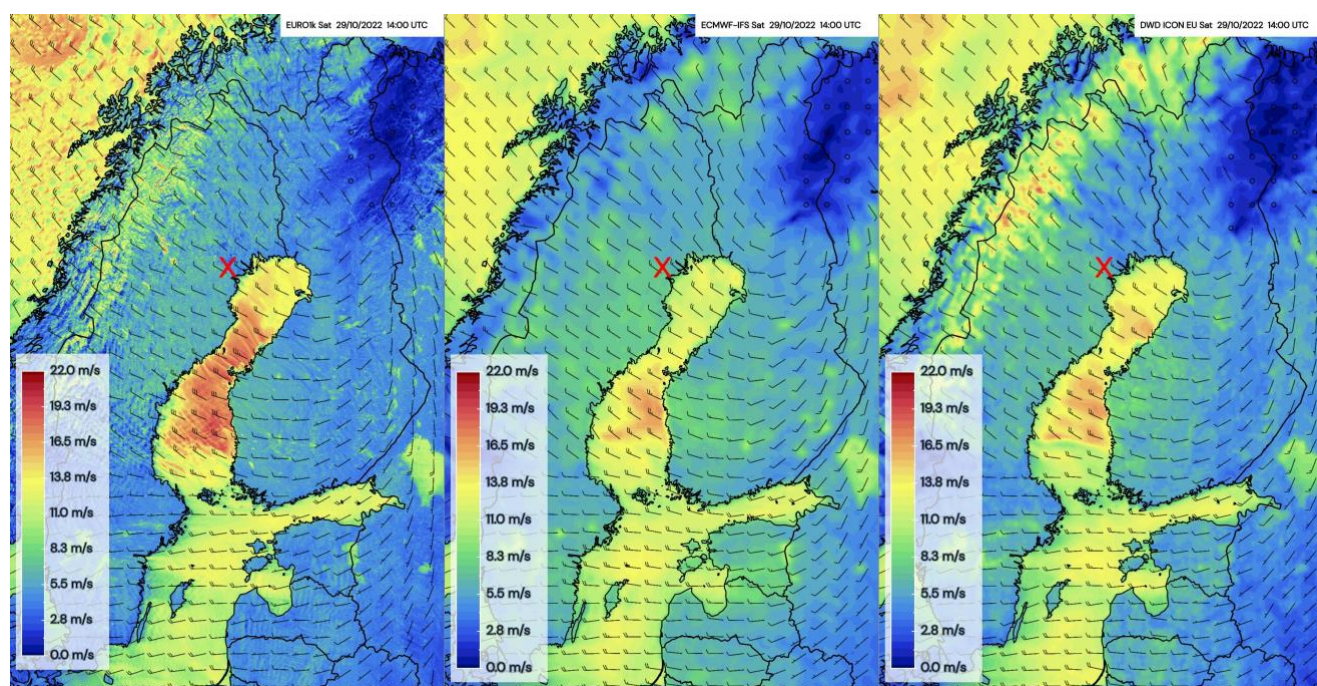 EURO1k Sat 29/10/2022 14:00 UTC
ECMWF-IFS Sat 29/10/2022 14:00 UTC
DWD ICON EU Sat 29/10/2022 14:00 UTC
X
X
X
22.0 m/s
19.3 m/s
16.5 m/s
13.8 m/s
11.0 m/s
8.3 m/s
5.5 m/s
2.8 m/s
0.0 m/s
22.0 m/s
19.3 m/s
16.5 m/s
13.8 m/s
11.0 m/s
8.3 m/s
5.5 m/s
2.8 m/s
0.0 m/s
22.0 m/s
19.3 m/s
16.5 m/s
13.8 m/s
11.0 m/s
8.3 m/s
5.5 m/s
2.8 m/s
0.0 m/s